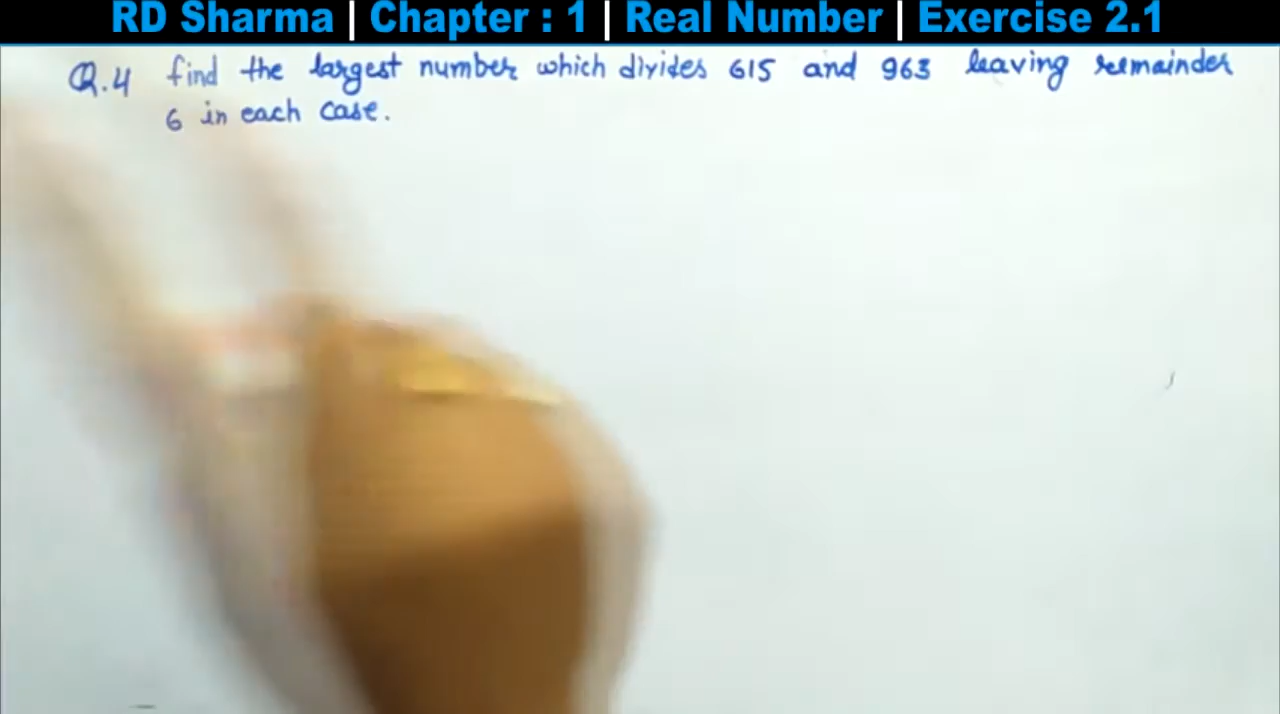 RD Sharma | Chapter : 1 | Real Number | Exercise 2.1
Q.4 find the largest number which divides 615 and 963 leaving remainder
6 in each case.